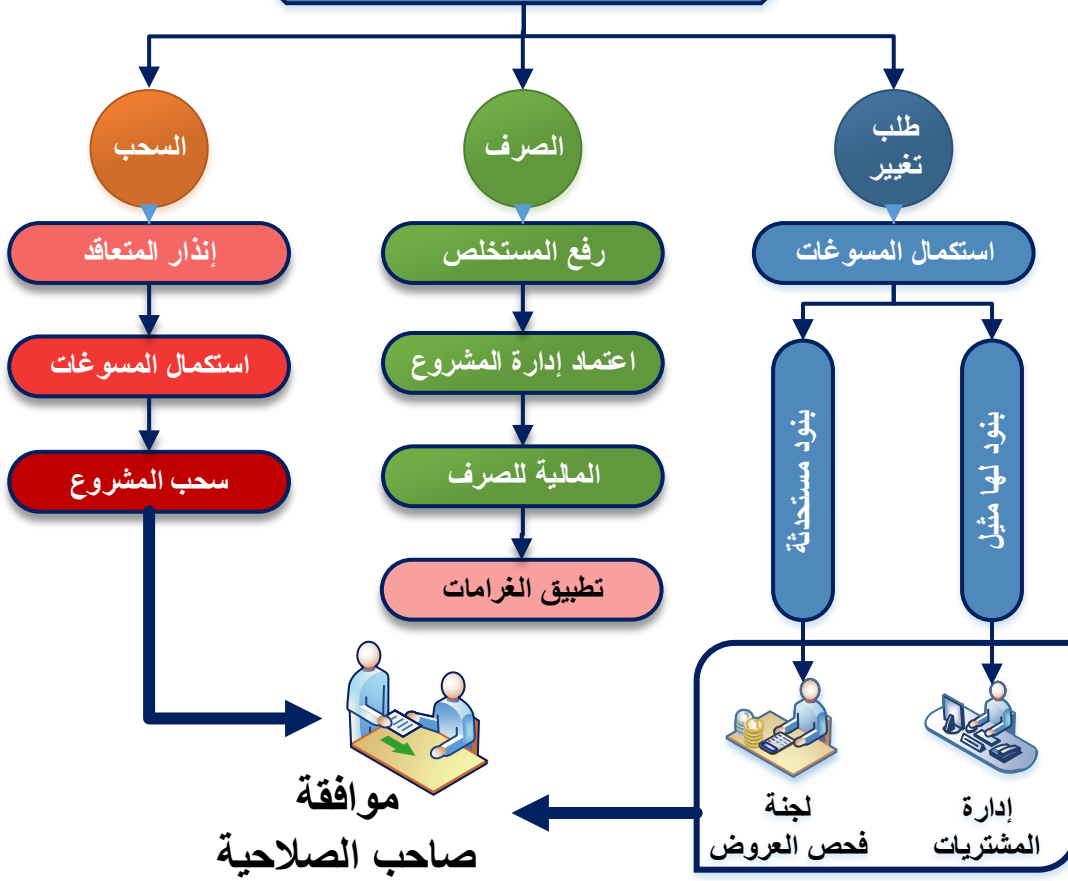 طلب
تغيير
الصرف
السحب
استكمال المسوغات
رفع المستخلص
إنذار المتعاقد
اعتماد إدارة المشروع
استكمال المسوغات
بنود لها مثيل
بنود مستحدثة
المالية للصرف
سحب المشروع
تطبيق الغرامات
إدارة
المشتريات
لجنة
فحص العروض
موافقة
صاحب الصلاحية